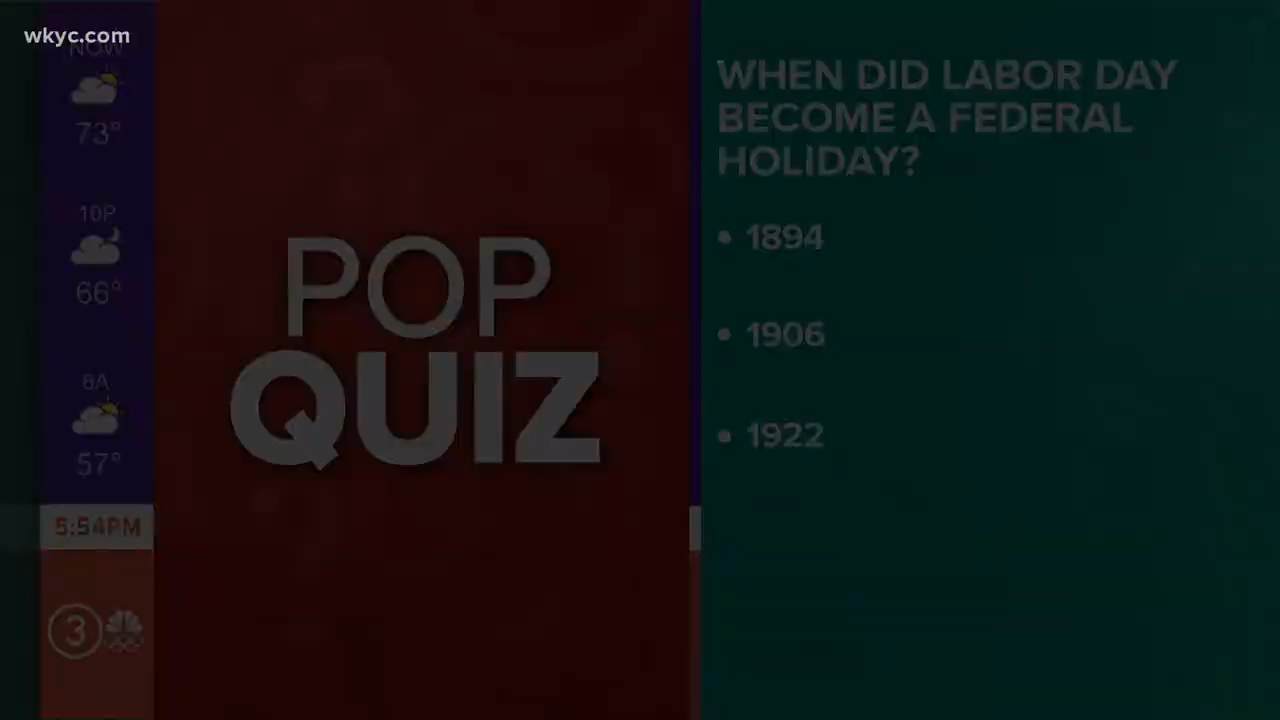 wkyc.com
NOW
73°
10P
66°
6A
57°
5:54PM
3
POP
QUIZ
WHEN DID LABOR DAY
BECOME A FEDERAL
HOLIDAY?
• 1894
• 1906
• 1922